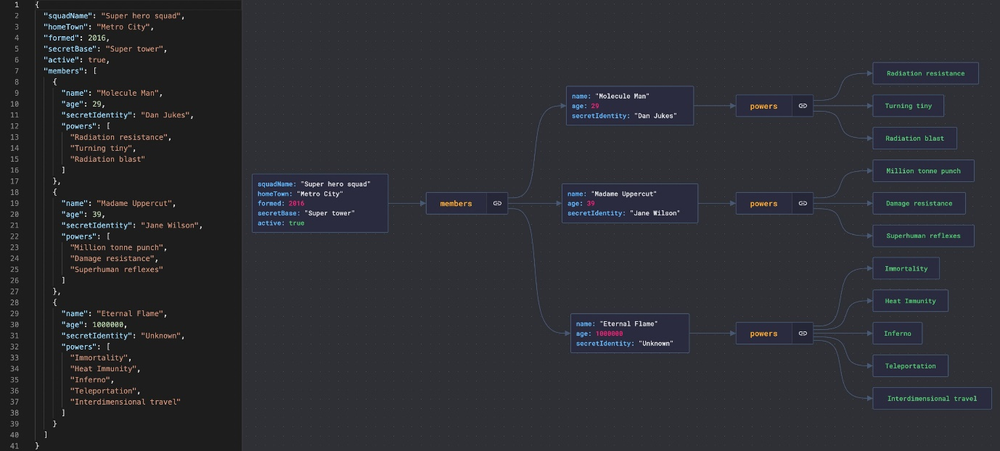 1 {
2 "squadName": "Super hero squad",
3 "homeTown": "Metro City",
4 "formed": 2016,
5 "secretBase": "Super tower",
6 "active": true,
7 "members": [
8 {
9 "name": "Molecule Man",
10 "age": 29,
11 "secretIdentity": "Dan Jukes",
12 "powers": [
13 "Radiation resistance",
14 "Turning tiny",
15 "Radiation blast"
16 ]
17 },
18 {
19 "name": "Madame Uppercut",
20 "age": 39,
21 "secretIdentity": "Jane Wilson",
22 "powers": [
23 "Million tonne punch",
24 "Damage resistance",
25 "Superhuman reflexes"
26 ]
27 },
28 {
29 "name": "Eternal Flame",
30 "age": 1000000,
31 "secretIdentity": "Unknown",
32 "powers": [
33 "Immortality",
34 "Heat Immunity",
35 "Inferno",
36 "Teleportation",
37 "Interdimensional travel"
38 ]
39 }
40 ]
41 }
squadName: "Super hero squad"
homeTown: "Metro City"
formed: 2016
secretBase: "Super tower"
active: true
members
name: "Molecule Man"
age: 29
secretIdentity: "Dan Jukes"
powers
Radiation resistance
Turning tiny
Radiation blast
name: "Madame Uppercut"
age: 39
secretIdentity: "Jane Wilson"
powers
Million tonne punch
Damage resistance
Superhuman reflexes
name: "Eternal Flame"
age: 1000000
secretIdentity: "Unknown"
powers
Immortality
Heat Immunity
Inferno
Teleportation
Interdimensional travel